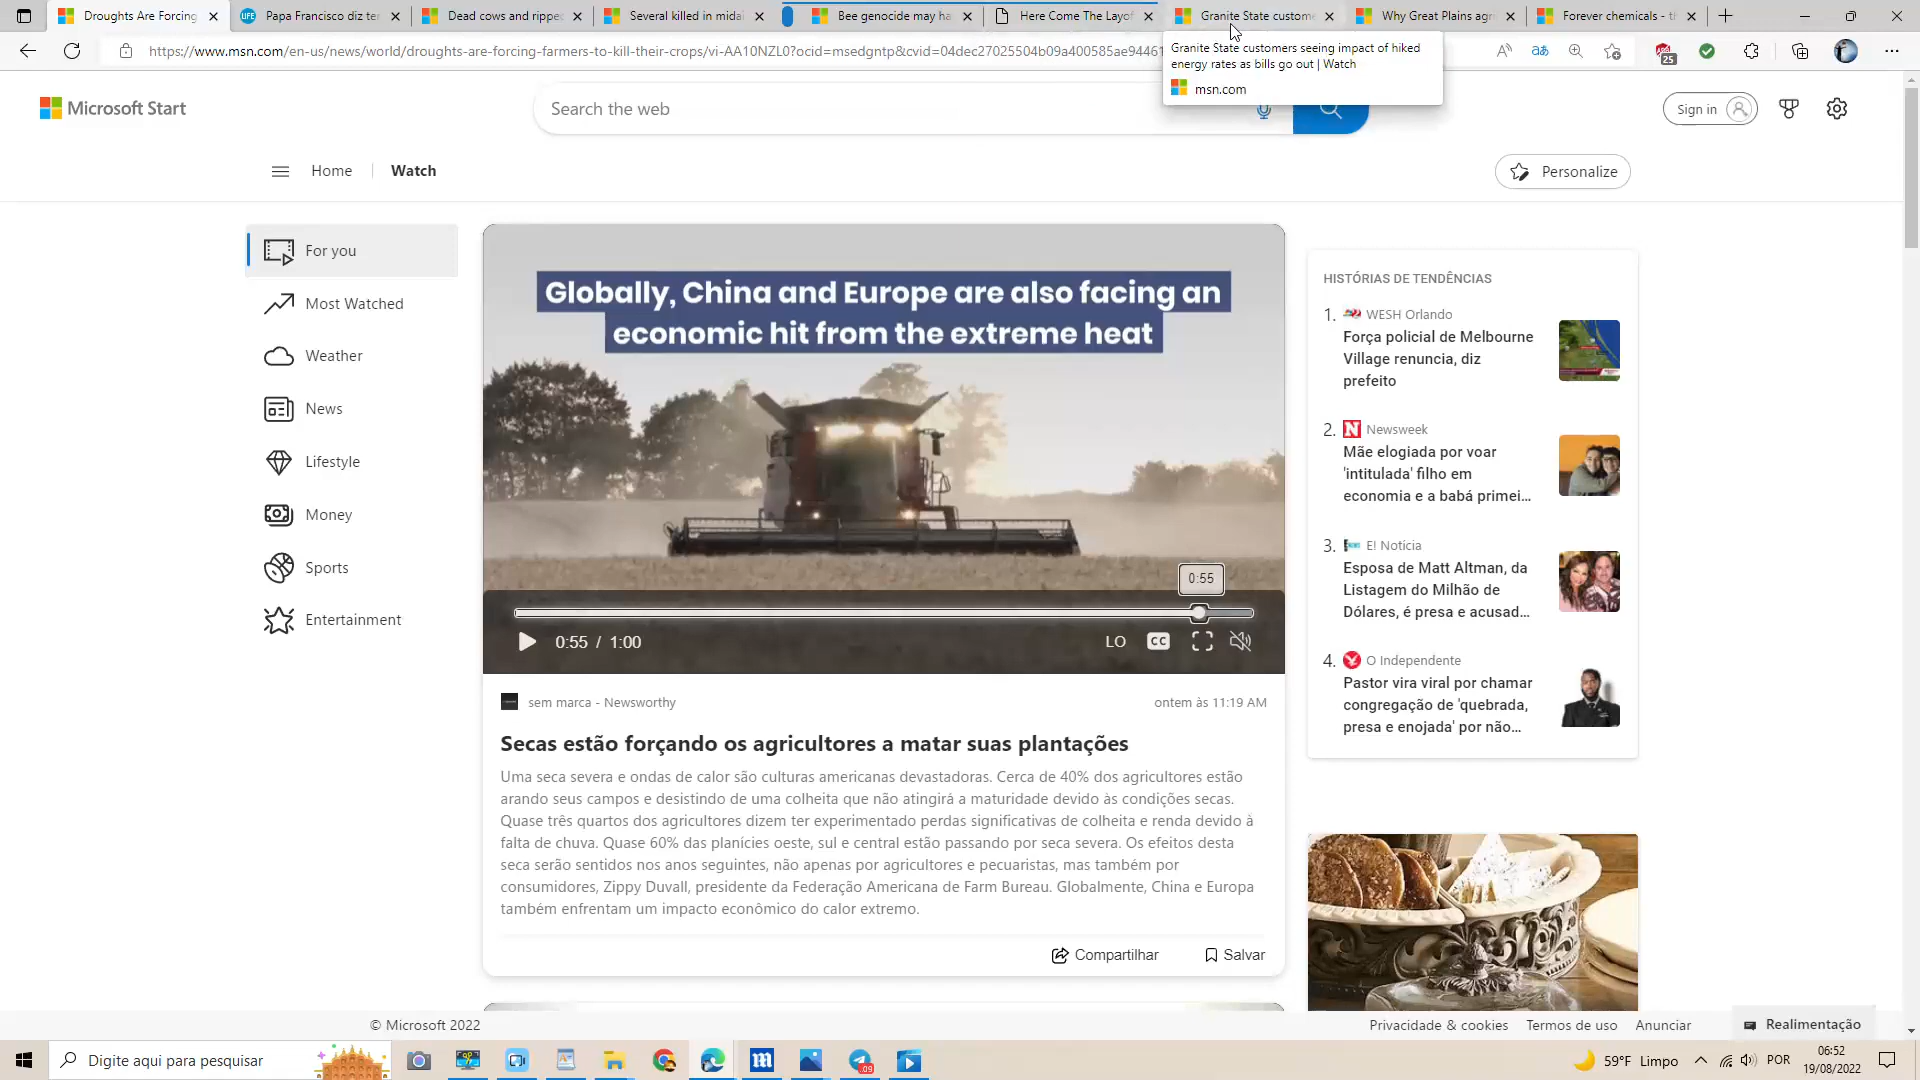 Droughts Are Forcing
Papa Francisco diz ter
Dead cows and rippe
Several killed in midai
Bee genocide may ha
Here Come The Layof
Granite State custome
Why Great Plains agri
Forever chemicals - th
https://www.msn.com/en-us/news/world/droughts-are-forcing-farmers-to-kill-their-crops/vi-AA10NZL0?ocid=msedgntp&cvid=04dec27025504b09a400585ae94461
25
Granite State customers seeing impact of hiked
energy rates as bills go out | Watch
msn.com
Microsoft Start
Search the web
Sign in
Home
Watch
Personalize
For you
Most Watched
Weather
News
Lifestyle
Money
Sports
Entertainment
Globally, China and Europe are also facing an
economic hit from the extreme heat
0:55
0:55 / 1:00
LO
CC
sem marca - Newsworthy
ontem às 11:19 AM
Secas estão forçando os agricultores a matar suas plantações
Uma seca severa e ondas de calor são culturas americanas devastadoras. Cerca de 40% dos agricultores estão
arando seus campos e desistindo de uma colheita que não atingirá a maturidade devido às condições secas.
Quase três quartos dos agricultores dizem ter experimentado perdas significativas de colheita e renda devido à
falta de chuva. Quase 60% das planícies oeste, sul e central estão passando por seca severa. Os efeitos desta
seca serão sentidos nos anos seguintes, não apenas por agricultores e pecuaristas, mas também por
consumidores, Zippy Duvall, presidente da Federação Americana de Farm Bureau. Globalmente, China e Europa
também enfrentam um impacto econômico do calor extremo.
Compartilhar
Salvar
HISTÓRIAS DE TENDÊNCIAS
1. WESH Orlando
Força policial de Melbourne
Village renuncia, diz
prefeito
2. Newsweek
Mãe elogiada por voar
'intitulada' filho em
economia e a babá primei...
3. E! Notícia
Esposa de Matt Altman, da
Listagem do Milhão de
Dólares, é presa e acusad...
4. O Independente
Pastor vira viral por chamar
congregação de 'quebrada,
presa e enojada' por não...
© Microsoft 2022
Privacidade & cookies
Termos de uso
Anunciar
Realimentação
Digite aqui para pesquisar
59°F Limpo
POR
06:52
19/08/2022